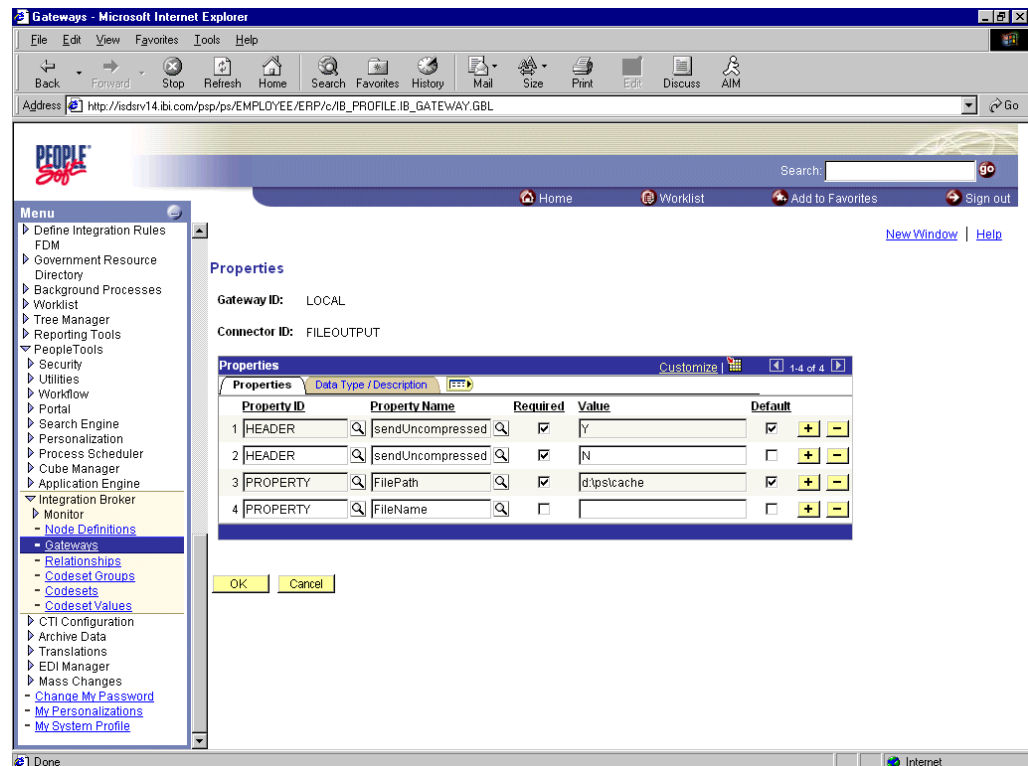 Gateways - Microsoft Internet Explorer
File Edit View Favorites Tools Help
Back Forward Stop Refresh Home Search Favorites History Mail Size Print Edit Discuss AIM
Address http://isdsrv14.ibi.com/psp/ps/EMPLOYEE/ERP/c/IB_PROFILE.IB_GATEWAY.GBL Go
PEOPLE
Soft
Search: go
Home Worklist Add to Favorites Sign out
Menu
New Window | Help
Define Integration Rules
FDM
Government Resource
Directory
Background Processes
Worklist
Tree Manager
Reporting Tools
PeopleTools
Security
Utilities
Workflow
Portal
Search Engine
Personalization
Process Scheduler
Cube Manager
Application Engine
Integration Broker
Monitor
- Node Definitions
- Gateways
- Relationships
- Codeset Groups
- Codesets
- Codeset Values
CTI Configuration
Archive Data
Translations
EDI Manager
Mass Changes
- Change My Password
- My Personalizations
- My System Profile
Properties
Gateway ID: LOCAL
Connector ID: FILEOUTPUT
Properties Customize | 1-4 of 4
Properties Data Type / Description
Property ID Property Name Required Value Default
1 HEADER sendUncompressed Y + -
2 HEADER sendUncompressed N + -
3 PROPERTY FilePath d:\ps\cache + -
4 PROPERTY FileName + -
OK Cancel
Done Internet